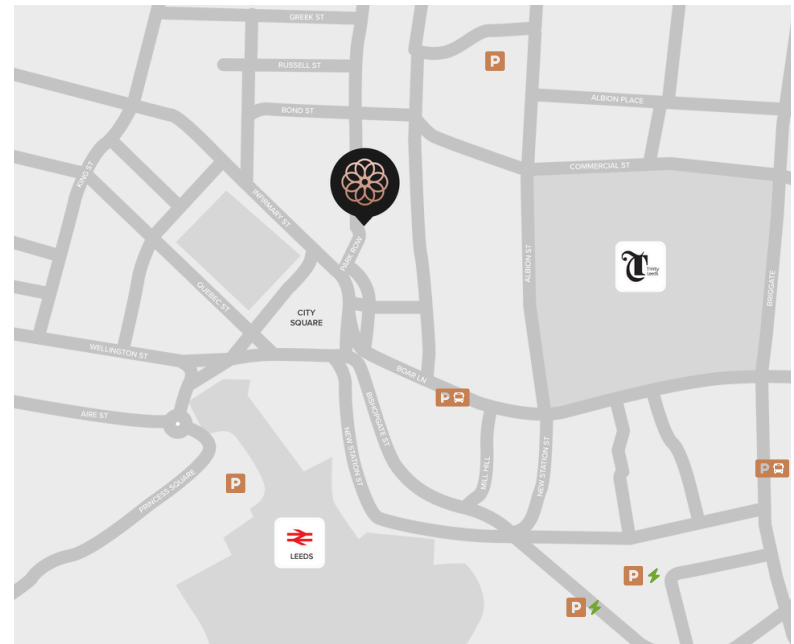 GREEK ST
RUSSELL ST
P
BOND ST
ALBION PLACE
COMMERCIAL ST
KING ST
INFIRMARY ST
PARK ROW
ALBION ST
T
Trinity
Leeds
BRIGGATE
QUEBEC ST
CITY
SQUARE
WELLINGTON ST
BOAR LN
P
AIRE ST
BISHOPGATE ST
NEW STATION ST
MILL HILL
NEW STATION ST
P
P
PRINCESS SQUARE
LEEDS
P
P